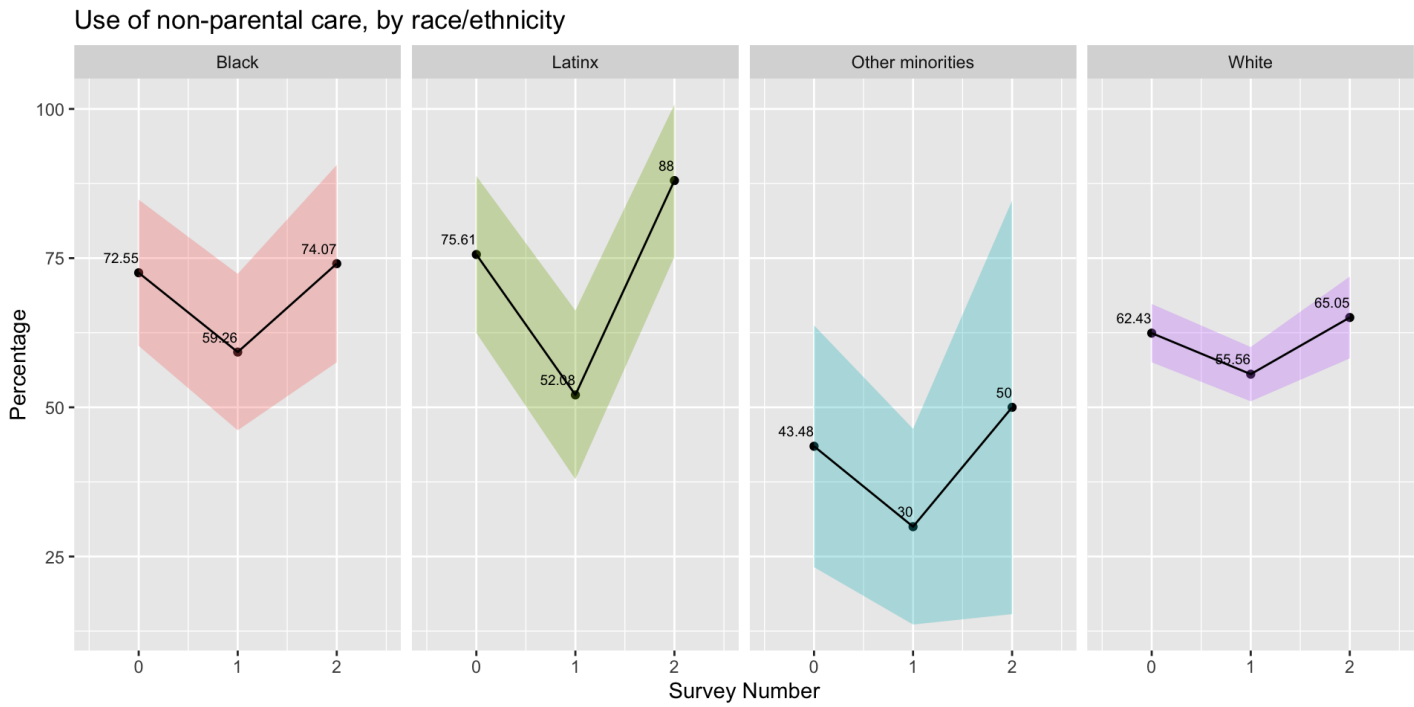 Use of non-parental care, by race/ethnicity
Black
Latinx
Other minorities
White
Percentage
100
75
50
25
72.55
59.26
74.07
75.61
52.08
88
43.48
30
50
62.43
55.56
65.05
0 1 2
0 1 2
0 1 2
0 1 2
Survey Number